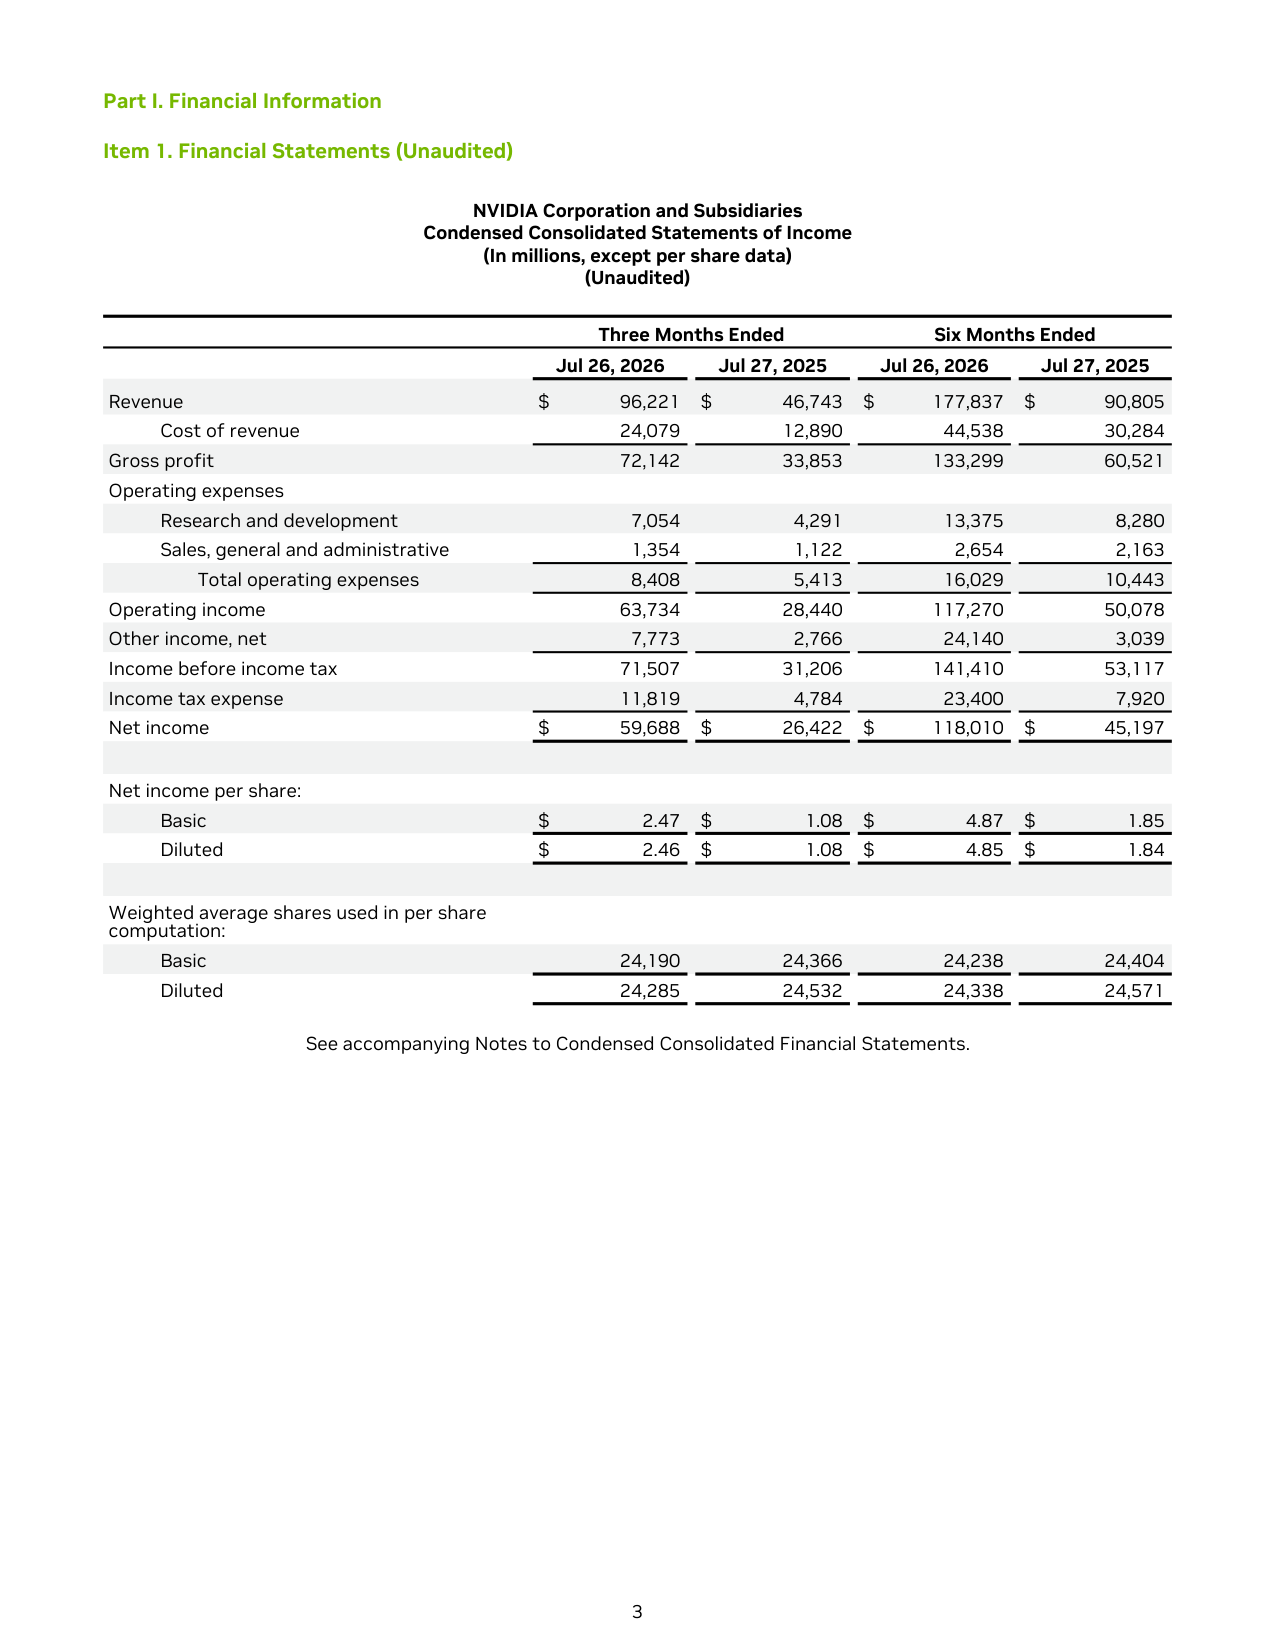 Part I. Financial Information
Item 1. Financial Statements (Unaudited)
NVIDIA Corporation and Subsidiaries
Condensed Consolidated Statements of Income
(In millions, except per share data)
(Unaudited)
Three Months Ended Six Months Ended
Jul 26, 2026 Jul 27, 2025 Jul 26, 2026 Jul 27, 2025
Revenue $ 96,221 $ 46,743 $ 177,837 $ 90,805
Cost of revenue 24,079 12,890 44,538 30,284
Gross profit 72,142 33,853 133,299 60,521
Operating expenses
Research and development 7,054 4,291 13,375 8,280
Sales, general and administrative 1,354 1,122 2,654 2,163
Total operating expenses 8,408 5,413 16,029 10,443
Operating income 63,734 28,440 117,270 50,078
Other income, net 7,773 2,766 24,140 3,039
Income before income tax 71,507 31,206 141,410 53,117
Income tax expense 11,819 4,784 23,400 7,920
Net income $ 59,688 $ 26,422 $ 118,010 $ 45,197
Net income per share:
Basic $ 2.47 $ 1.08 $ 4.87 $ 1.85
Diluted $ 2.46 $ 1.08 $ 4.85 $ 1.84
Weighted average shares used in per share
computation:
Basic 24,190 24,366 24,238 24,404
Diluted 24,285 24,532 24,338 24,571
See accompanying Notes to Condensed Consolidated Financial Statements.
3